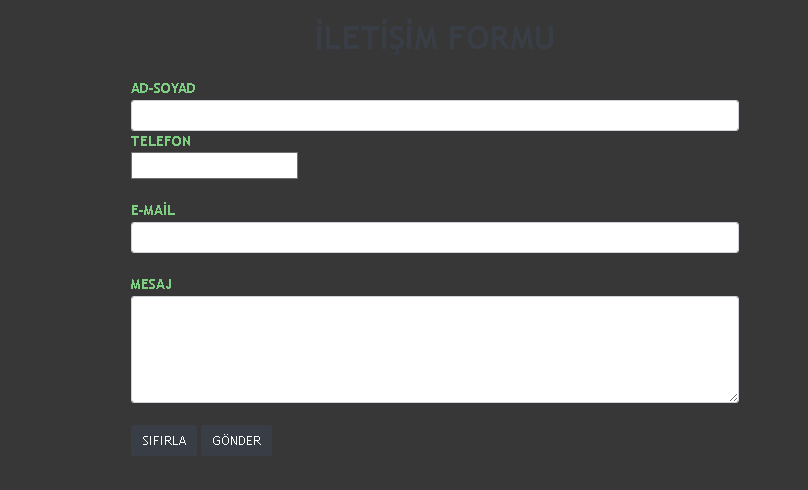 İLETİŞİM FORMU
AD-SOYAD
TELEFON
E-MAİL
MESAJ
SIFIRLA GÖNDER